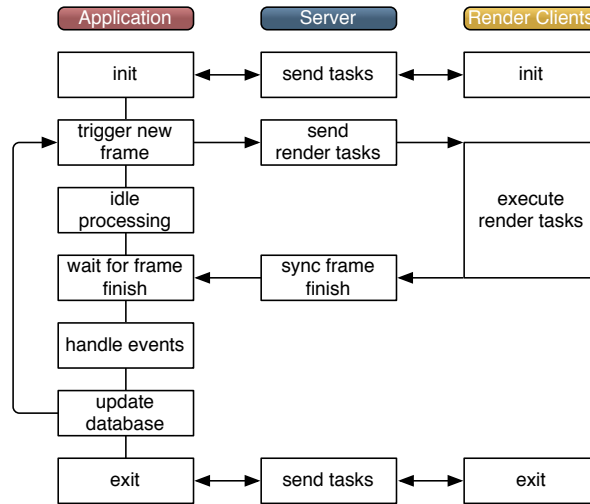 Application Server Render Clients
init send tasks init
trigger new send
frame render tasks
execute
render tasks
idle
processing
wait for frame sync frame
finish finish
handle events
update
database
exit send tasks exit